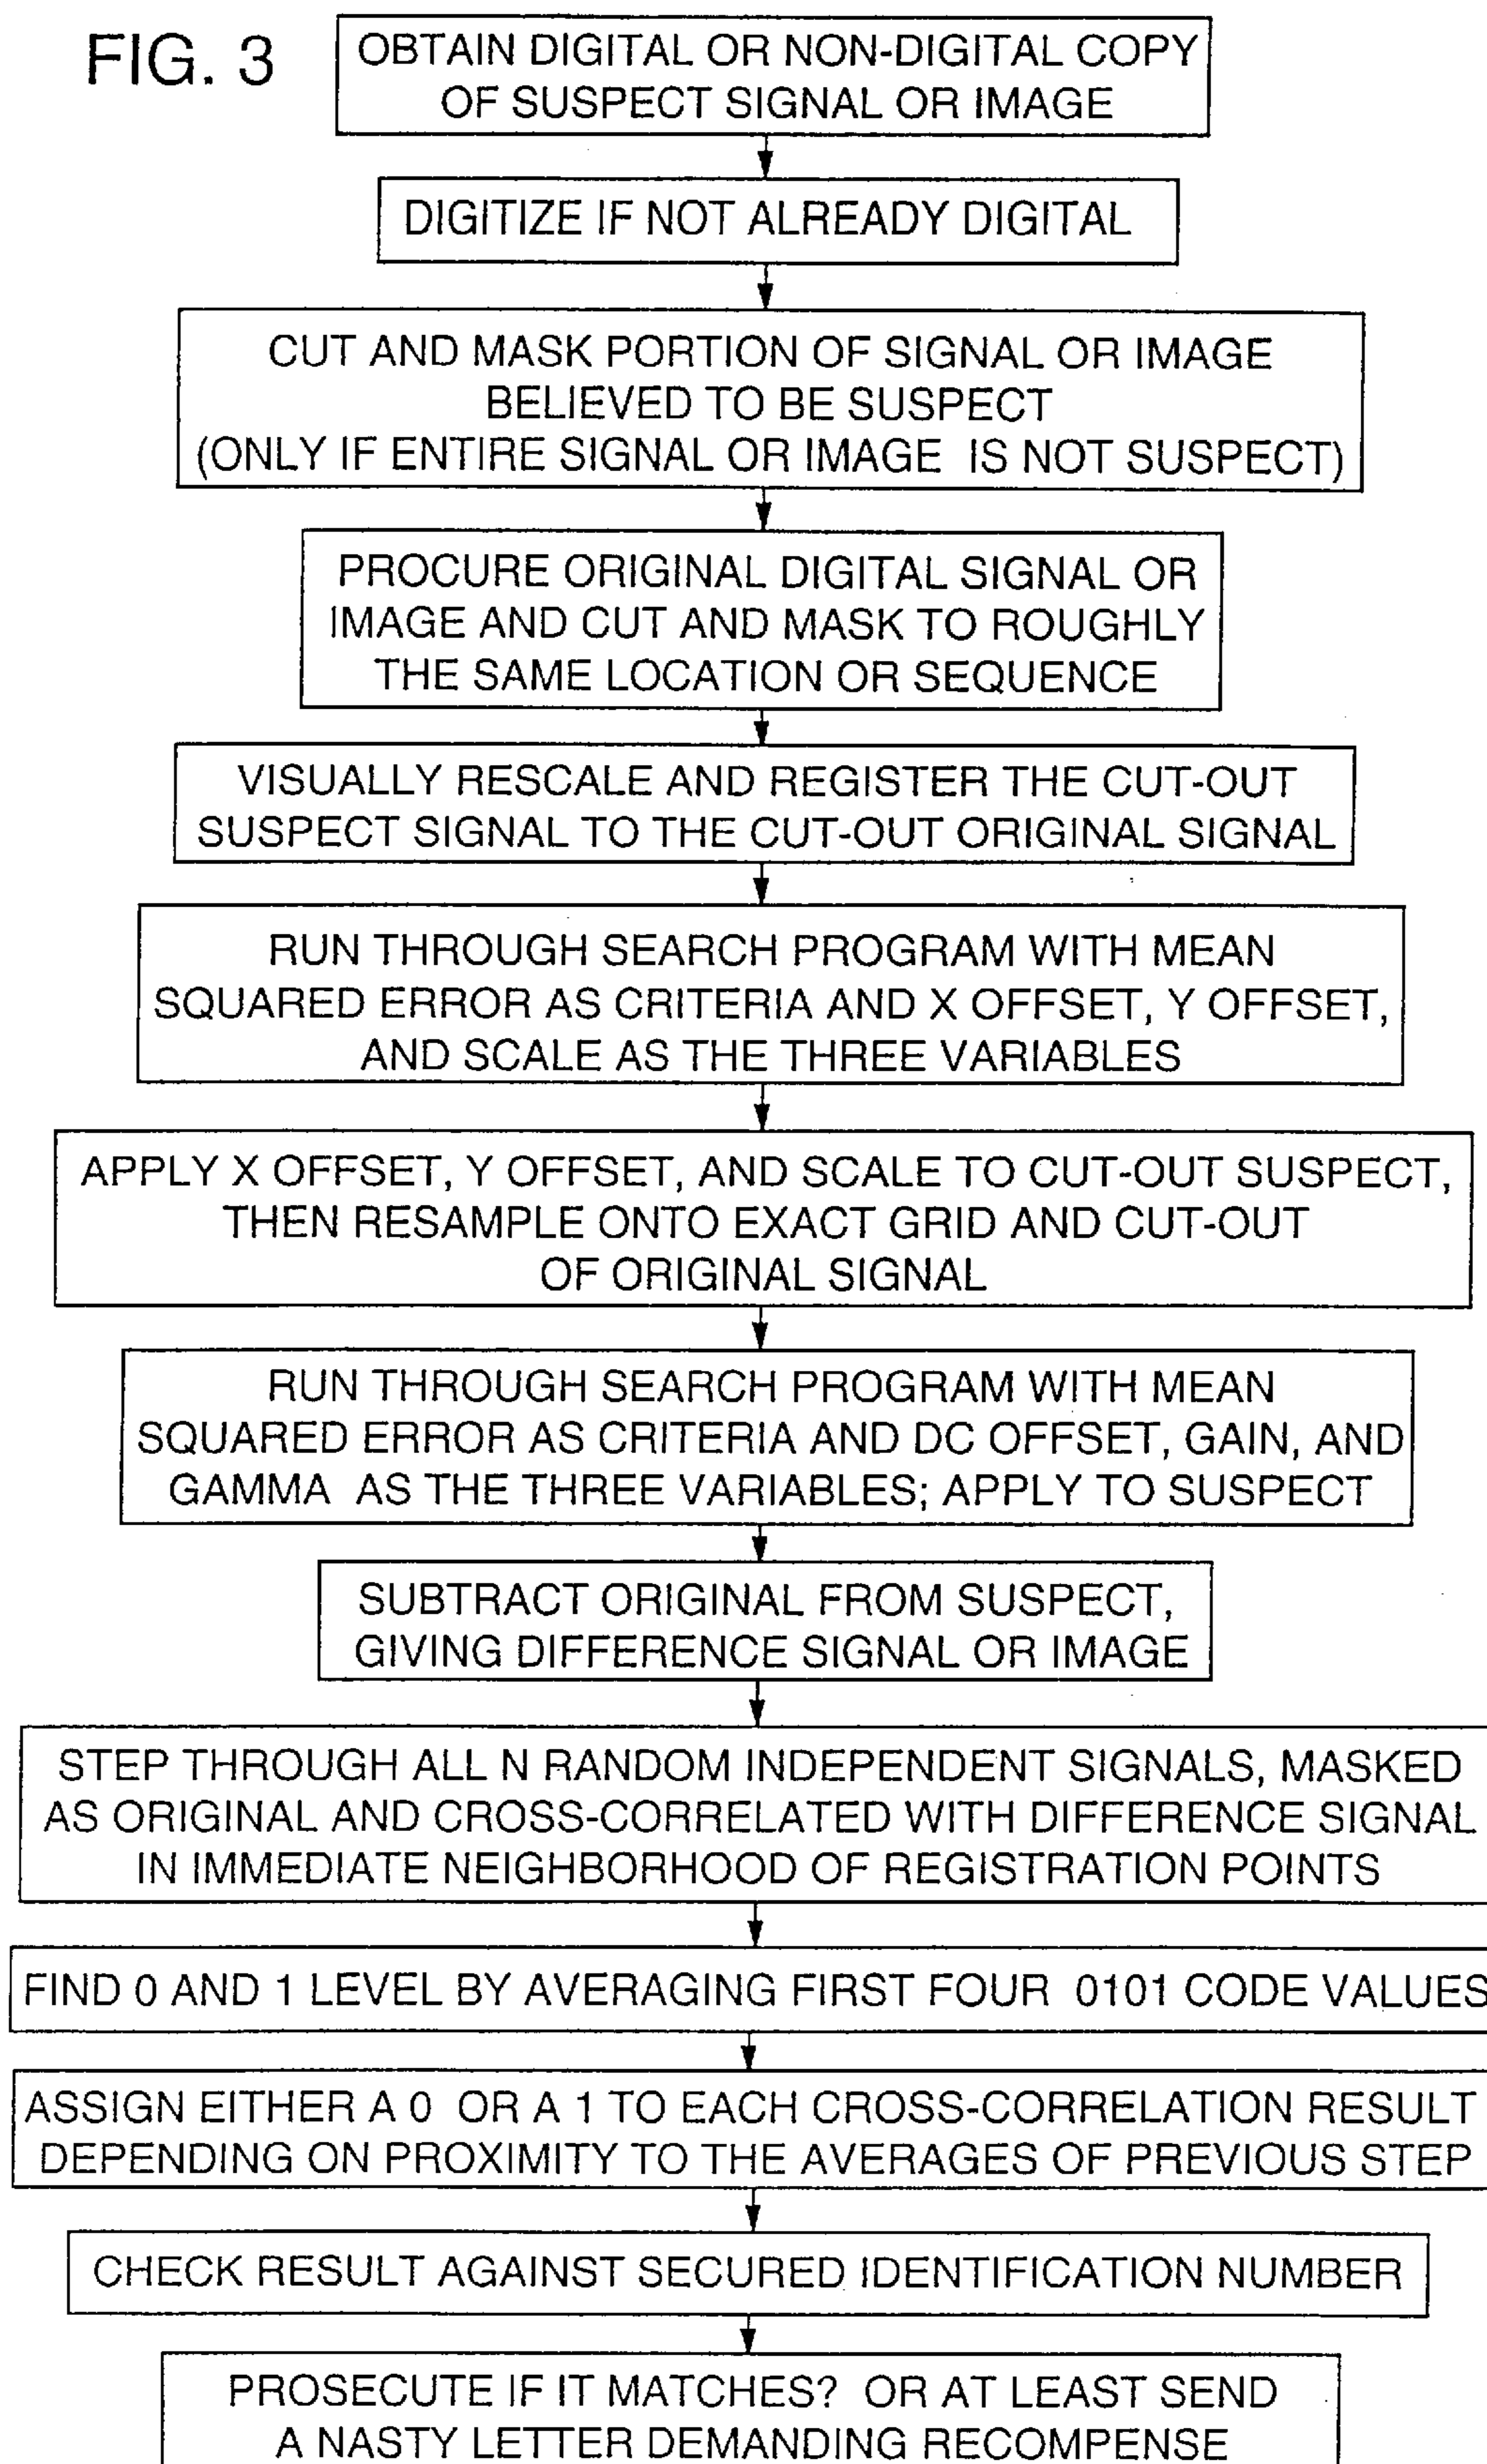 FIG. 3
OBTAIN DIGITAL OR NON-DIGITAL COPY
OF SUSPECT SIGNAL OR IMAGE
DIGITIZE IF NOT ALREADY DIGITAL
CUT AND MASK PORTION OF SIGNAL OR IMAGE
BELIEVED TO BE SUSPECT
(ONLY IF ENTIRE SIGNAL OR IMAGE IS NOT SUSPECT)
PROCURE ORIGINAL DIGITAL SIGNAL OR
IMAGE AND CUT AND MASK TO ROUGHLY
THE SAME LOCATION OR SEQUENCE
VISUALLY RESCALE AND REGISTER THE CUT-OUT
SUSPECT SIGNAL TO THE CUT-OUT ORIGINAL SIGNAL
RUN THROUGH SEARCH PROGRAM WITH MEAN
SQUARED ERROR AS CRITERIA AND X OFFSET, Y OFFSET,
AND SCALE AS THE THREE VARIABLES
APPLY X OFFSET, Y OFFSET, AND SCALE TO CUT-OUT SUSPECT,
THEN RESAMPLE ONTO EXACT GRID AND CUT-OUT
OF ORIGINAL SIGNAL
RUN THROUGH SEARCH PROGRAM WITH MEAN
SQUARED ERROR AS CRITERIA AND DC OFFSET, GAIN, AND
GAMMA AS THE THREE VARIABLES; APPLY TO SUSPECT
SUBTRACT ORIGINAL FROM SUSPECT,
GIVING DIFFERENCE SIGNAL OR IMAGE
STEP THROUGH ALL N RANDOM INDEPENDENT SIGNALS, MASKED
AS ORIGINAL AND CROSS-CORRELATED WITH DIFFERENCE SIGNAL
IN IMMEDIATE NEIGHBORHOOD OF REGISTRATION POINTS
FIND 0 AND 1 LEVEL BY AVERAGING FIRST FOUR 0101 CODE VALUES
ASSIGN EITHER A 0 OR A 1 TO EACH CROSS-CORRELATION RESULT
DEPENDING ON PROXIMITY TO THE AVERAGES OF PREVIOUS STEP
CHECK RESULT AGAINST SECURED IDENTIFICATION NUMBER
PROSECUTE IF IT MATCHES? OR AT LEAST SEND
A NASTY LETTER DEMANDING RECOMPENSE